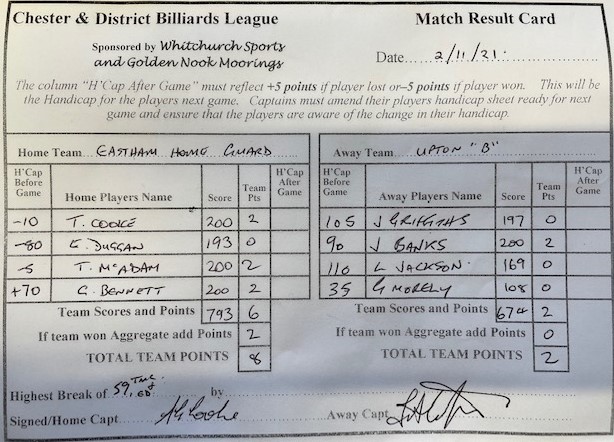 Chester & District Billiards League Match Result Card
Sponsored by Whitchurch Sports
and Golden Nook Moorings Date 2/11/21.
The column "H'Cap After Game" must reflect +5 points if player lost or–5 points if player won. This will be
the Handicap for the players next game. Captains must amend their players handicap sheet ready for next
game and ensure that the players are aware of the change in their handicap.
Home Team EASTHAM HOME GUARD Away Team UPTON "B"
H'Cap Before Game Home Players Name Score Team Pts H'Cap After Game H'Cap Before Game Away Players Name Score Team Pts H'Cap After Game
-10 T. COOKE 200 2 105 J GRIFFITHS 197 0
-80 DUGGAN 193 0 90 J BANKS 200 2
-5 T. McADAM 200 2 110 L JACKSON 169 0
+70 G. BENNETT 200 2 35 G MORELY 108 0
Team Scores and Points 793 6 Team Scores and Points 674 2
If team won Aggregate add Points 2 If team won Aggregate add Points 0
TOTAL TEAM POINTS 8 TOTAL TEAM POINTS 2
Highest Break of 59, by
Signed/Home Capt Away Capt